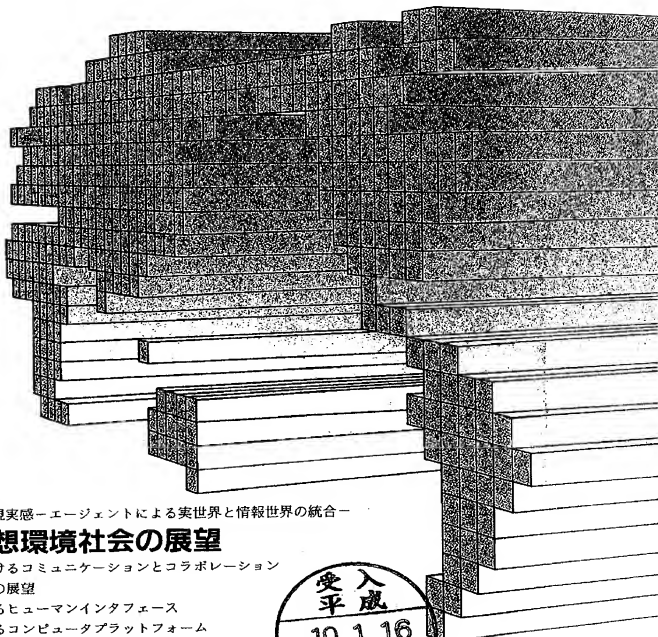 現実感－エージェントによる実世界と情報世界の統合－
想環境社会の展望
けるコミュニケーションとコラボレーション
の展望
るヒューマンインタフェース
るコンピュータプラットフォーム
受入
平成
10.1.16